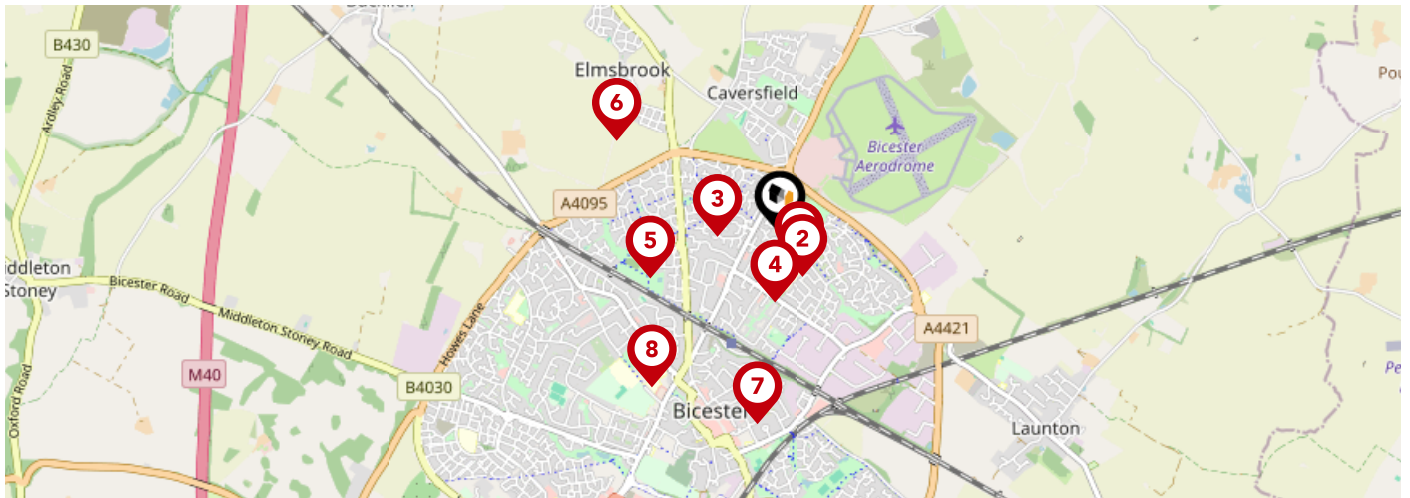 B430
Ardley Road
Elmsbrook
Caversfield
6
Bicester
Aerodrome
A4095
3
5
2
4
ddleton
Stoney
Bicester Road
Middleton Stoney Road
Howes Lane
A4421
M40
B4030
8
7
Bicester
Oxford Road
Launton